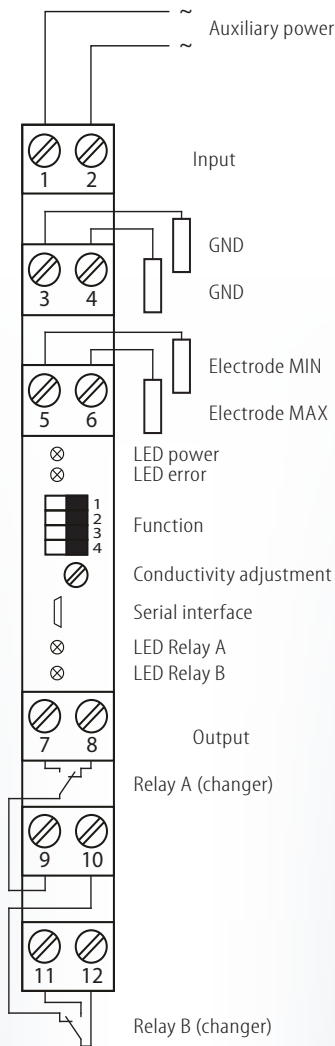 ~
Auxiliary power
~
1 2
Input
GND
3 4
GND
Electrode MIN
5 6
Electrode MAX
LED power
LED error
1
2
Function
3
4
Conductivity adjustment
Serial interface
LED Relay A
LED Relay B
7 8
Output
Relay A (changer)
9 10
11 12
Relay B (changer)